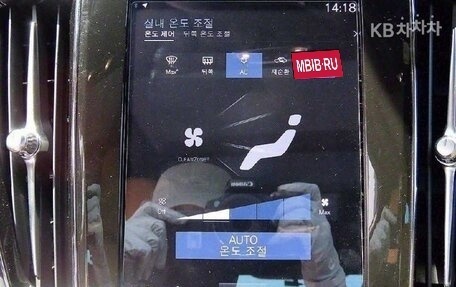 14:18
KB차차차
실내 온도 조절
온도 제어 뒤쪽 온도 조절
MBIB·RU
Max 뒤쪽 AC 재순환
CLEANZONE
Off Max
AUTO
온도 조절